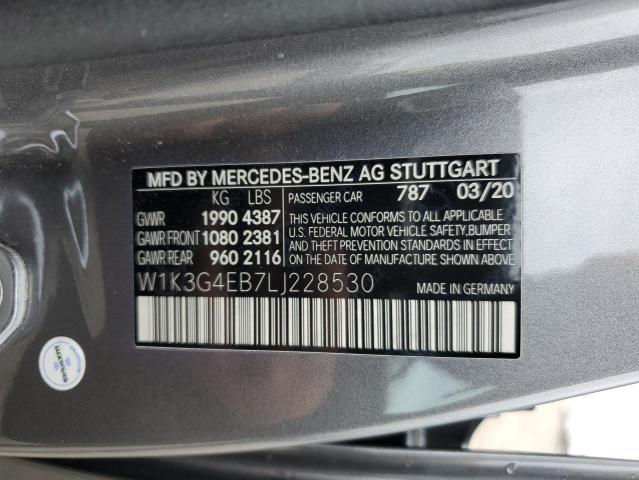 MFD BY MERCEDES-BENZ AG STUTTGART
KG LBS
GVWR 1990 4387
GAWR FRONT 1080 2381
GAWR REAR 960 2116
PASSENGER CAR 787 03/20
THIS VEHICLE CONFORMS TO ALL APPLICABLE
U.S. FEDERAL MOTOR VEHICLE SAFETY, BUMPER
AND THEFT PREVENTION STANDARDS IN EFFECT
ON THE DATE OF MANUFACTURE SHOWN ABOVE.
W1K3G4EB7LJ228530
MADE IN GERMANY